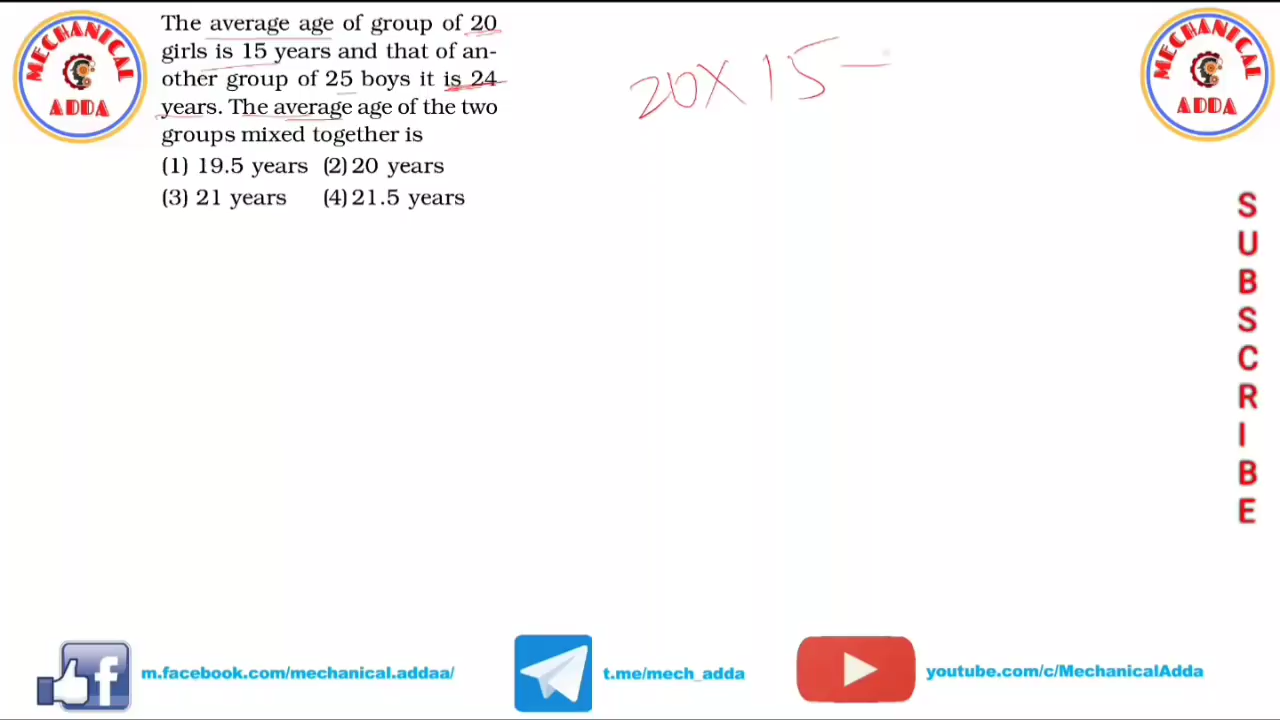 MECHANICAL
ADDA
The average age of group of 20
girls is 15 years and that of an-
other group of 25 boys it is 24
years. The average age of the two
groups mixed together is
(1) 19.5 years (2) 20 years
(3) 21 years (4) 21.5 years
20X 15 —
MECHANICAL
ADDA
SUBSCRIBE
f
m.facebook.com/mechanical.addaa/
t.me/mech_adda
youtube.com/c/MechanicalAdda